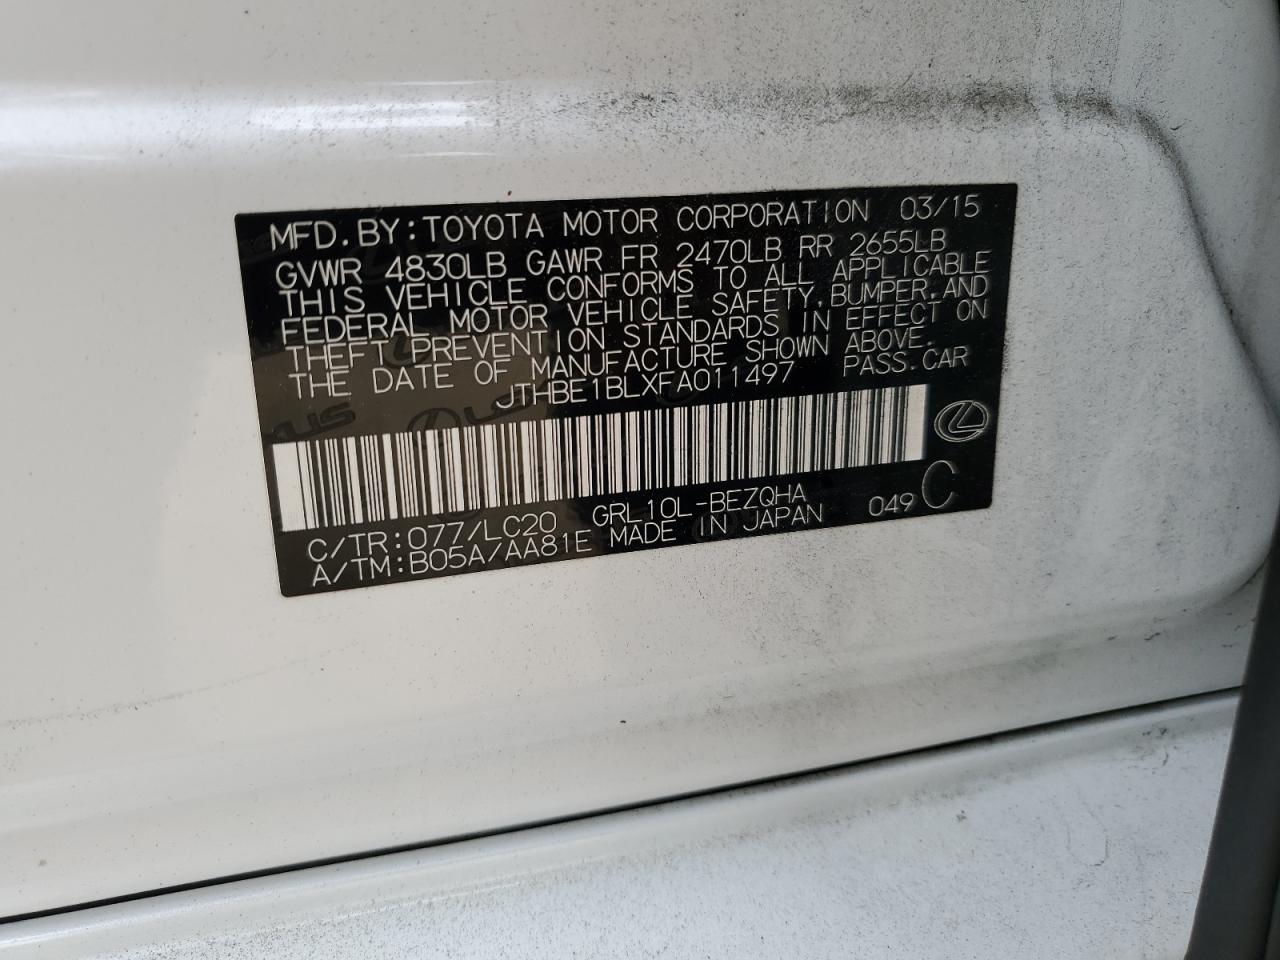 MFD. BY: TOYOTA MOTOR CORPORATION 03/15
GVWR 4830LB GAWR FR 2470LB RR 2655LB
THIS VEHICLE CONFORMS TO ALL APPLICABLE
FEDERAL MOTOR VEHICLE SAFETY, BUMPER, AND
THEFT PREVENTION STANDARDS IN EFFECT ON
THE DATE OF MANUFACTURE SHOWN ABOVE.
JTHBE1BLXFA011497 PASS. CAR
C/TR: 077/LC20 GRL10L-BEZQHA 049 C
A/TM: B05A/AA81E MADE IN JAPAN